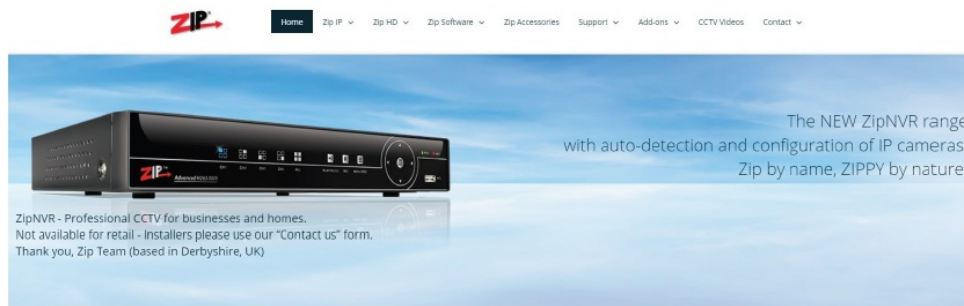 ZIP
Home Zip IP Zip HD Zip Software Zip Accessories Support Add-ons CCTV Videos Contact
The NEW ZipNVR range
with auto-detection and configuration of IP cameras
Zip by name, ZIPPY by nature
ZIP
ZipNVR - Professional CCTV for businesses and homes.
Not available for retail - Installers please use our "Contact us" form.
Thank you, Zip Team (based in Derbyshire, UK)